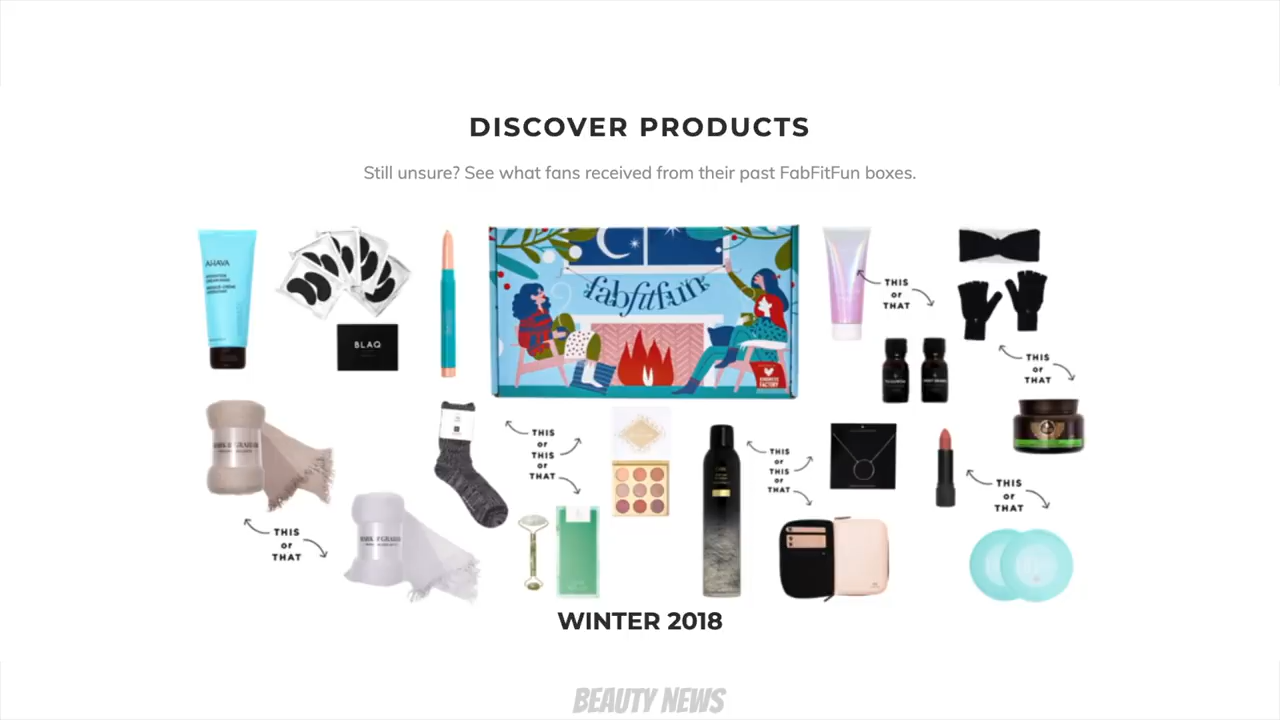 DISCOVER PRODUCTS
Still unsure? See what fans received from their past FabFitFun boxes.
AHAVA
BLAQ
fabfitfun
THIS
or
THAT
THIS
or
THAT
THIS
or
THIS
or
THAT
THIS
or
THIS
or
THAT
THIS
or
THAT
THIS
or
THAT
WINTER 2018
BEAUTY NEWS